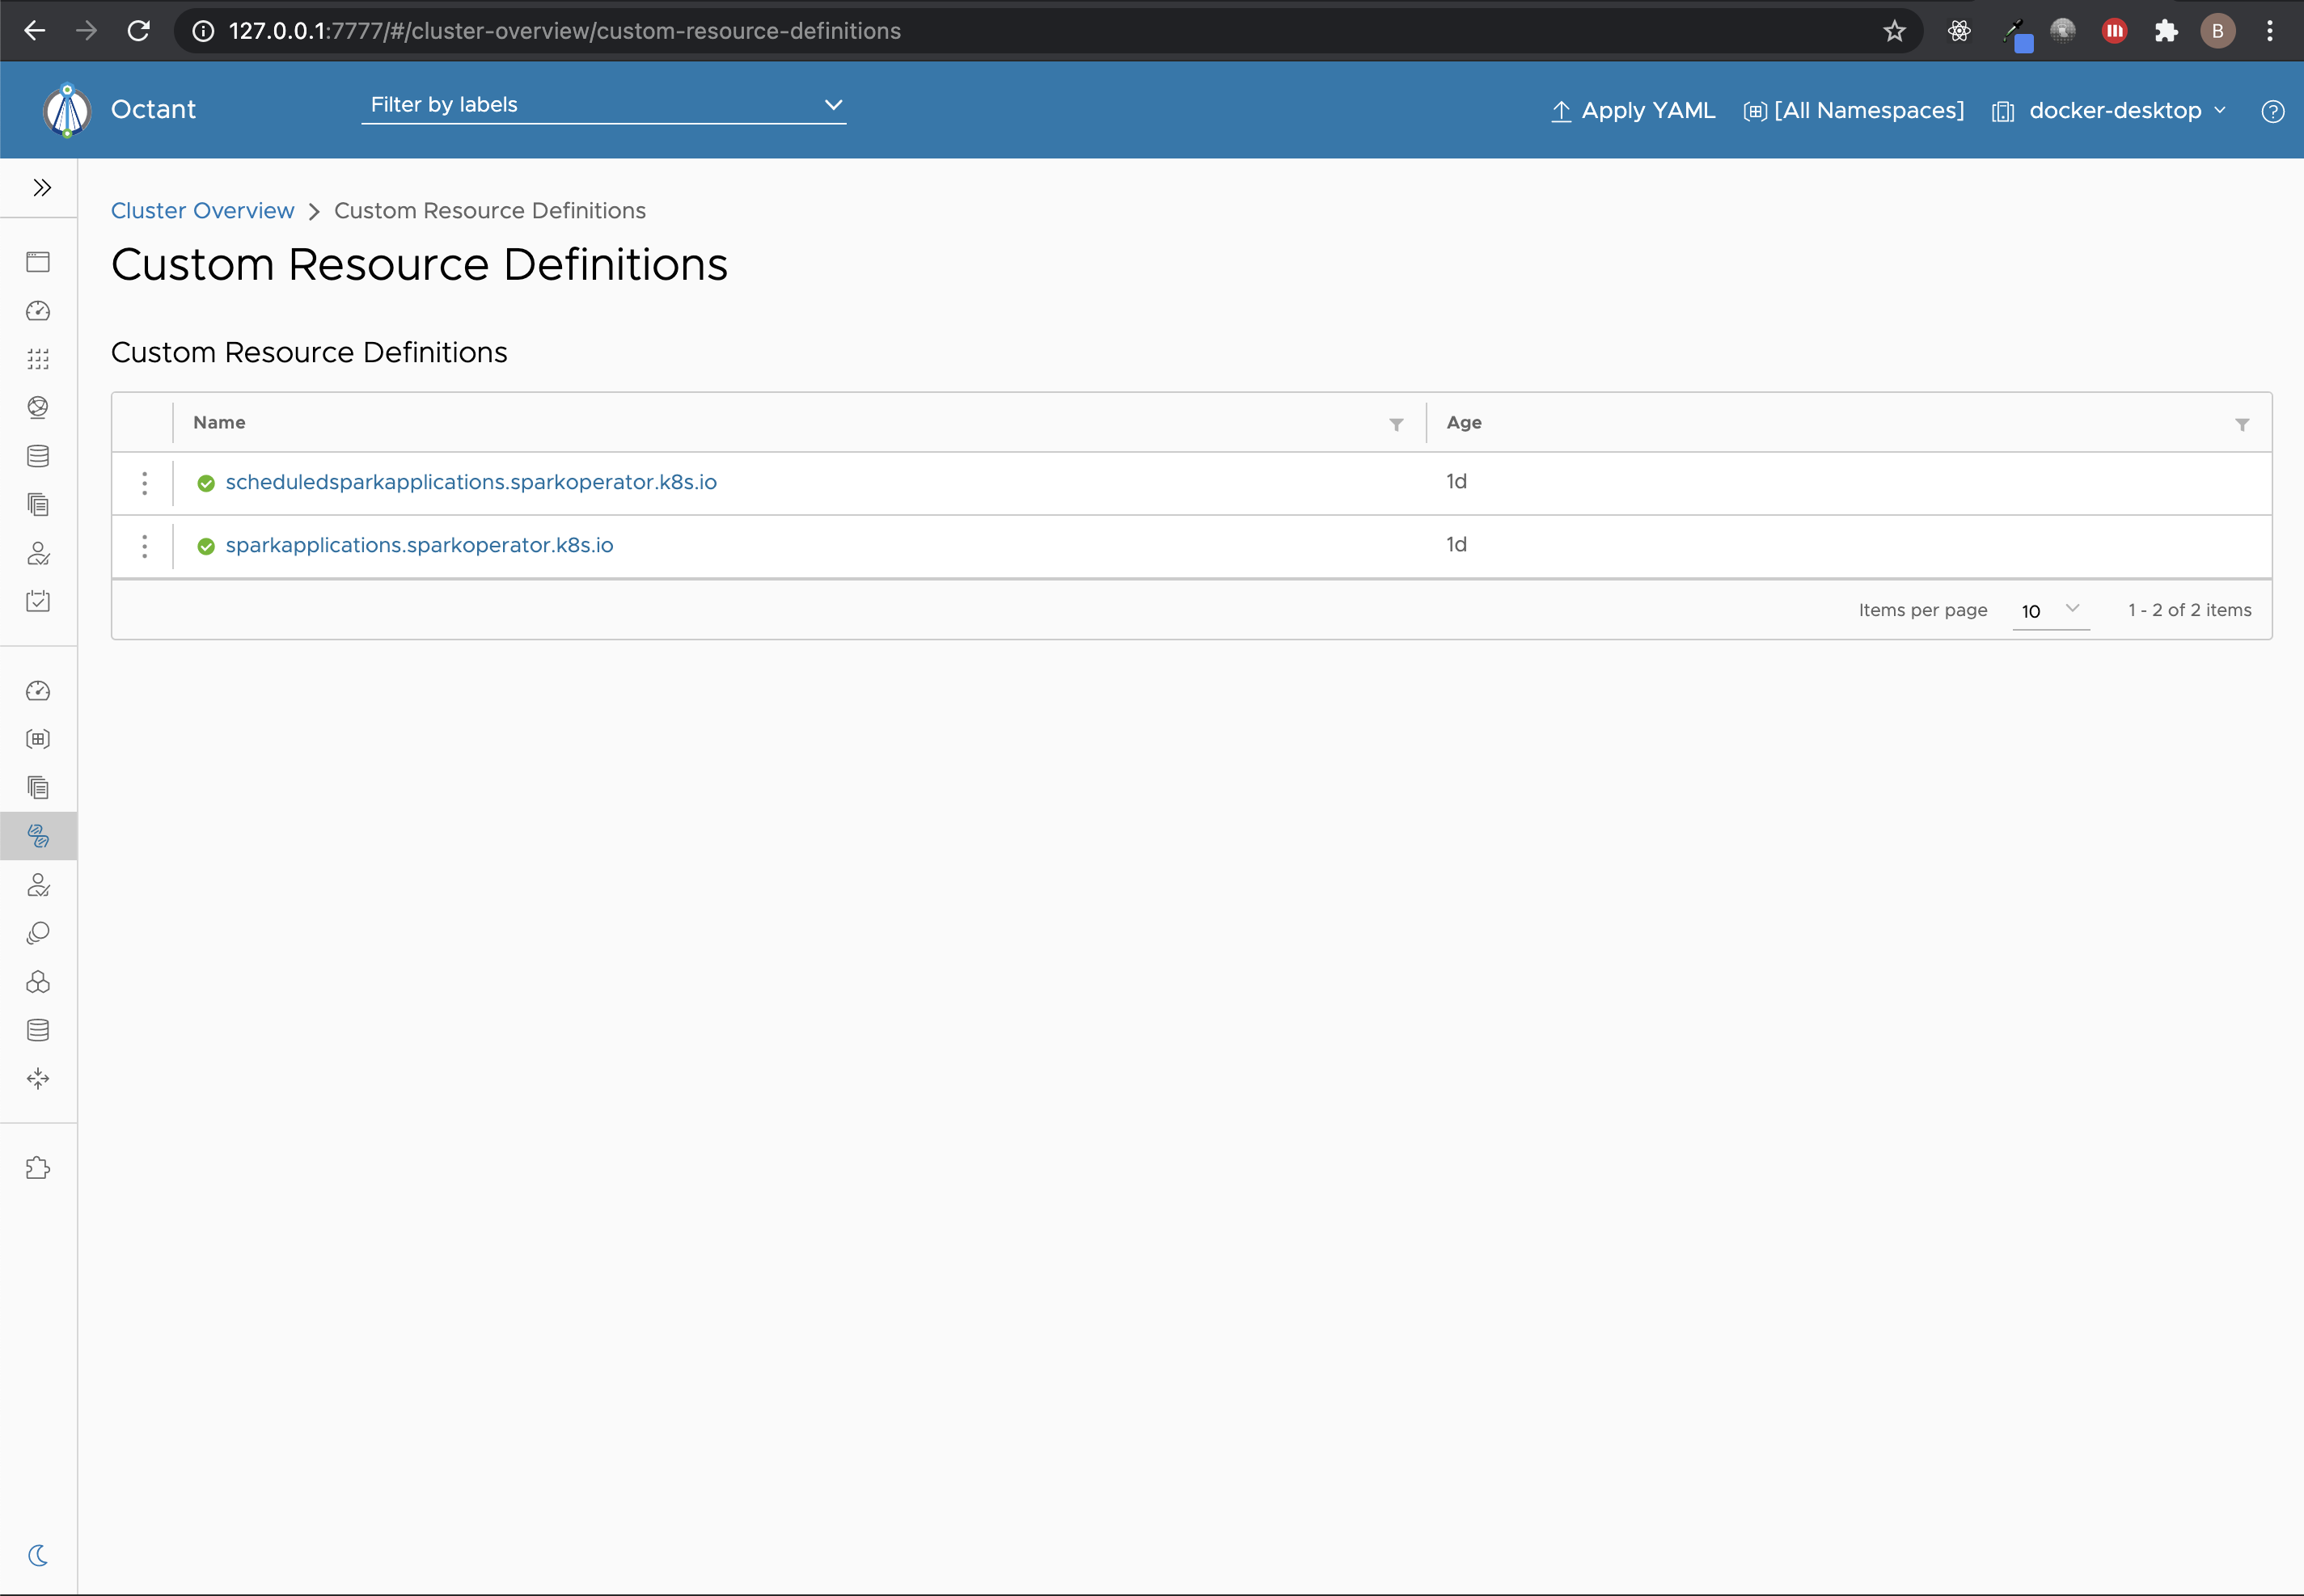 127.0.0.1:7777/#/cluster-overview/custom-resource-definitions
B
Octant
Filter by labels
Apply YAML
[All Namespaces]
docker-desktop
?
Cluster Overview > Custom Resource Definitions
Custom Resource Definitions
Custom Resource Definitions
Name Age
scheduledsparkapplications.sparkoperator.k8s.io 1d
sparkapplications.sparkoperator.k8s.io 1d
Items per page 10 1 - 2 of 2 items